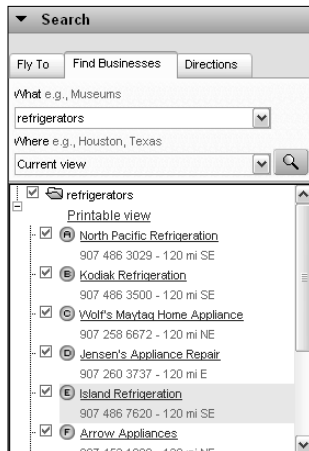 Search
Fly To Find Businesses Directions
What e.g., Museums
refrigerators
Where e.g., Houston, Texas
Current view
refrigerators
Printable view
A North Pacific Refrigeration
907 486 3029 - 120 mi SE
B Kodiak Refrigeration
907 486 3500 - 120 mi SE
C Wolf's Maytag Home Appliance
907 258 6672 - 120 mi NE
D Jensen's Appliance Repair
907 260 3737 - 120 mi E
E Island Refrigeration
907 486 7620 - 120 mi SE
F Arrow Appliances